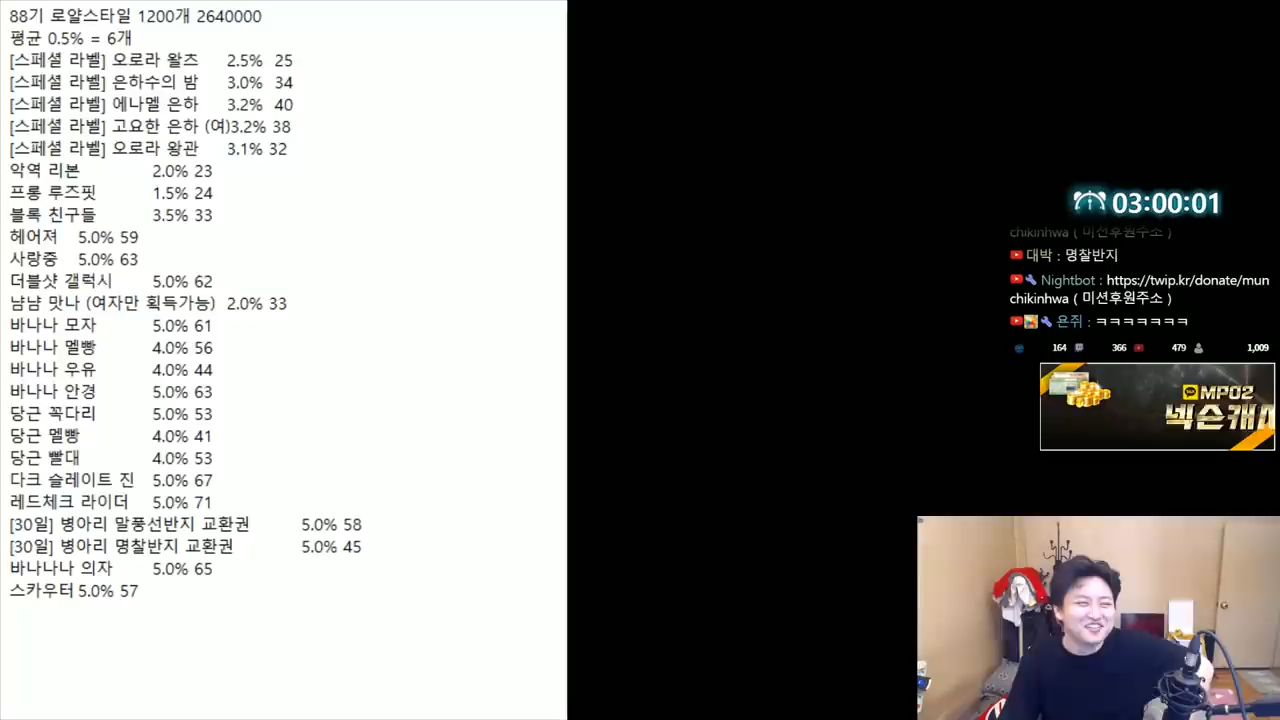 88기 로얄스타일 1200개 2640000
평균 0.5% = 6개
[스페셜 라벨] 오로라 왈츠 2.5% 25
[스페셜 라벨] 은하수의 밤 3.0% 34
[스페셜 라벨] 에나멜 은하 3.2% 40
[스페셜 라벨] 고요한 은하 (여)3.2% 38
[스페셜 라벨] 오로라 왕관 3.1% 32
악역 리본 2.0% 23
프롱 루즈핏 1.5% 24
블록 친구들 3.5% 33
헤어져 5.0% 59
사랑중 5.0% 63
더블샷 갤럭시 5.0% 62
냠냠 맛나 (여자만 획득가능) 2.0% 33
바나나 모자 5.0% 61
바나나 멜빵 4.0% 56
바나나 우유 4.0% 44
바나나 안경 5.0% 63
당근 꼭다리 5.0% 53
당근 멜빵 4.0% 41
당근 빨대 4.0% 53
다크 슬레이트 진 5.0% 67
레드체크 라이더 5.0% 71
[30일] 병아리 말풍선반지 교환권 5.0% 58
[30일] 병아리 명찰반지 교환권 5.0% 45
바나나나 의자 5.0% 65
스카우터 5.0% 57
03:00:01
chikinhwa ( 미션후원주소 )
대박 : 명찰반지
Nightbot : https://twip.kr/donate/mun
chikinhwa ( 미션후원주소 )
욘쥐 : ㅋㅋㅋㅋㅋㅋㅋ
164 366 479 1,009
MP02
넥슨캐시